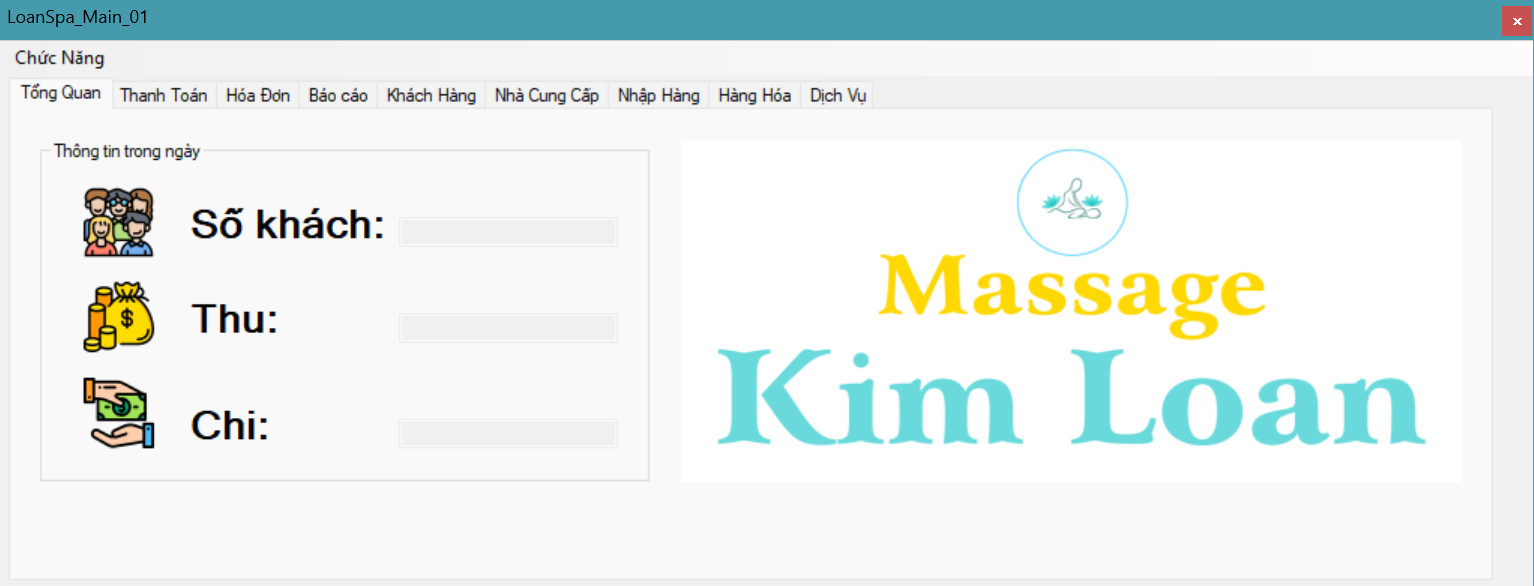 LoanSpa_Main_01
Chức Năng
Tổng Quan Thanh Toán Hóa Đơn Báo cáo Khách Hàng Nhà Cung Cấp Nhập Hàng Hàng Hóa Dịch Vụ
Thông tin trong ngày
Số khách:
Thu:
$
Chi:
Massage
Kim Loan